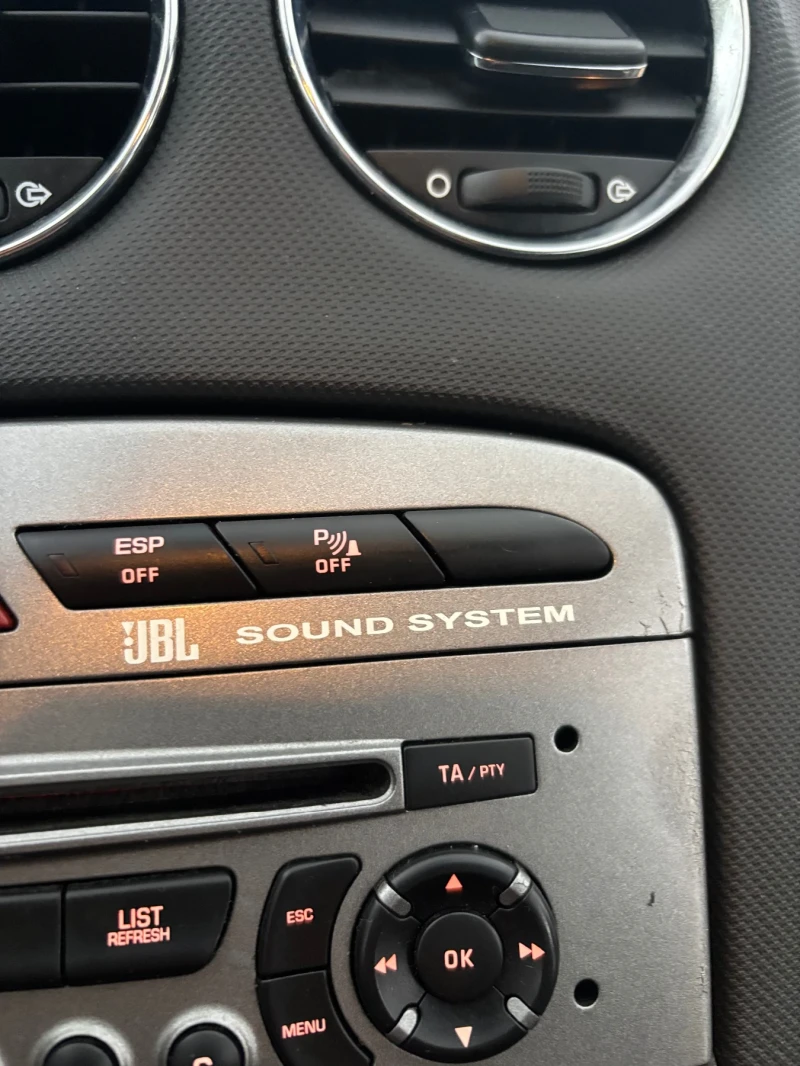 ESP
OFF
P
OFF
JBL SOUND SYSTEM
TA / PTY
LIST
REFRESH
ESC
OK
MENU